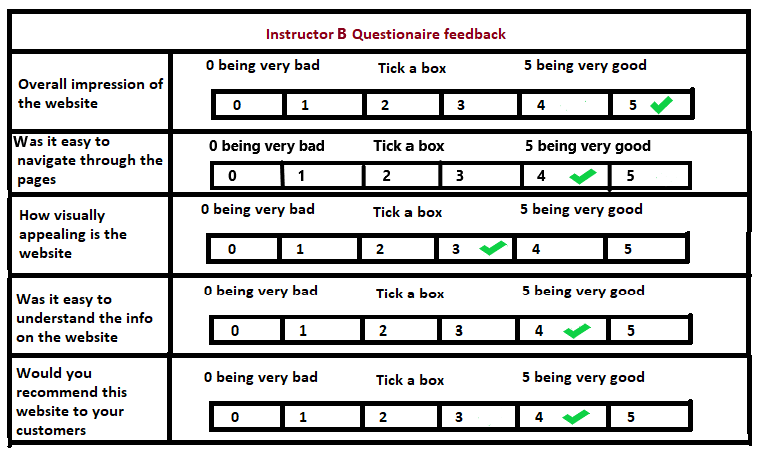 Instructor B Questionaire feedback
Overall impression of
the website
0 being very bad Tick a box 5 being very good
0 1 2 3 4 5
Was it easy to
navigate through the
pages
0 being very bad Tick a box 5 being very good
0 1 2 3 4 5
How visually
appealing is the
website
0 being very bad Tick a box 5 being very good
0 1 2 3 4 5
Was it easy to
understand the info
on the website
0 being very bad Tick a box 5 being very good
0 1 2 3 4 5
Would you
recommend this
website to your
customers
0 being very bad Tick a box 5 being very good
0 1 2 3 4 5